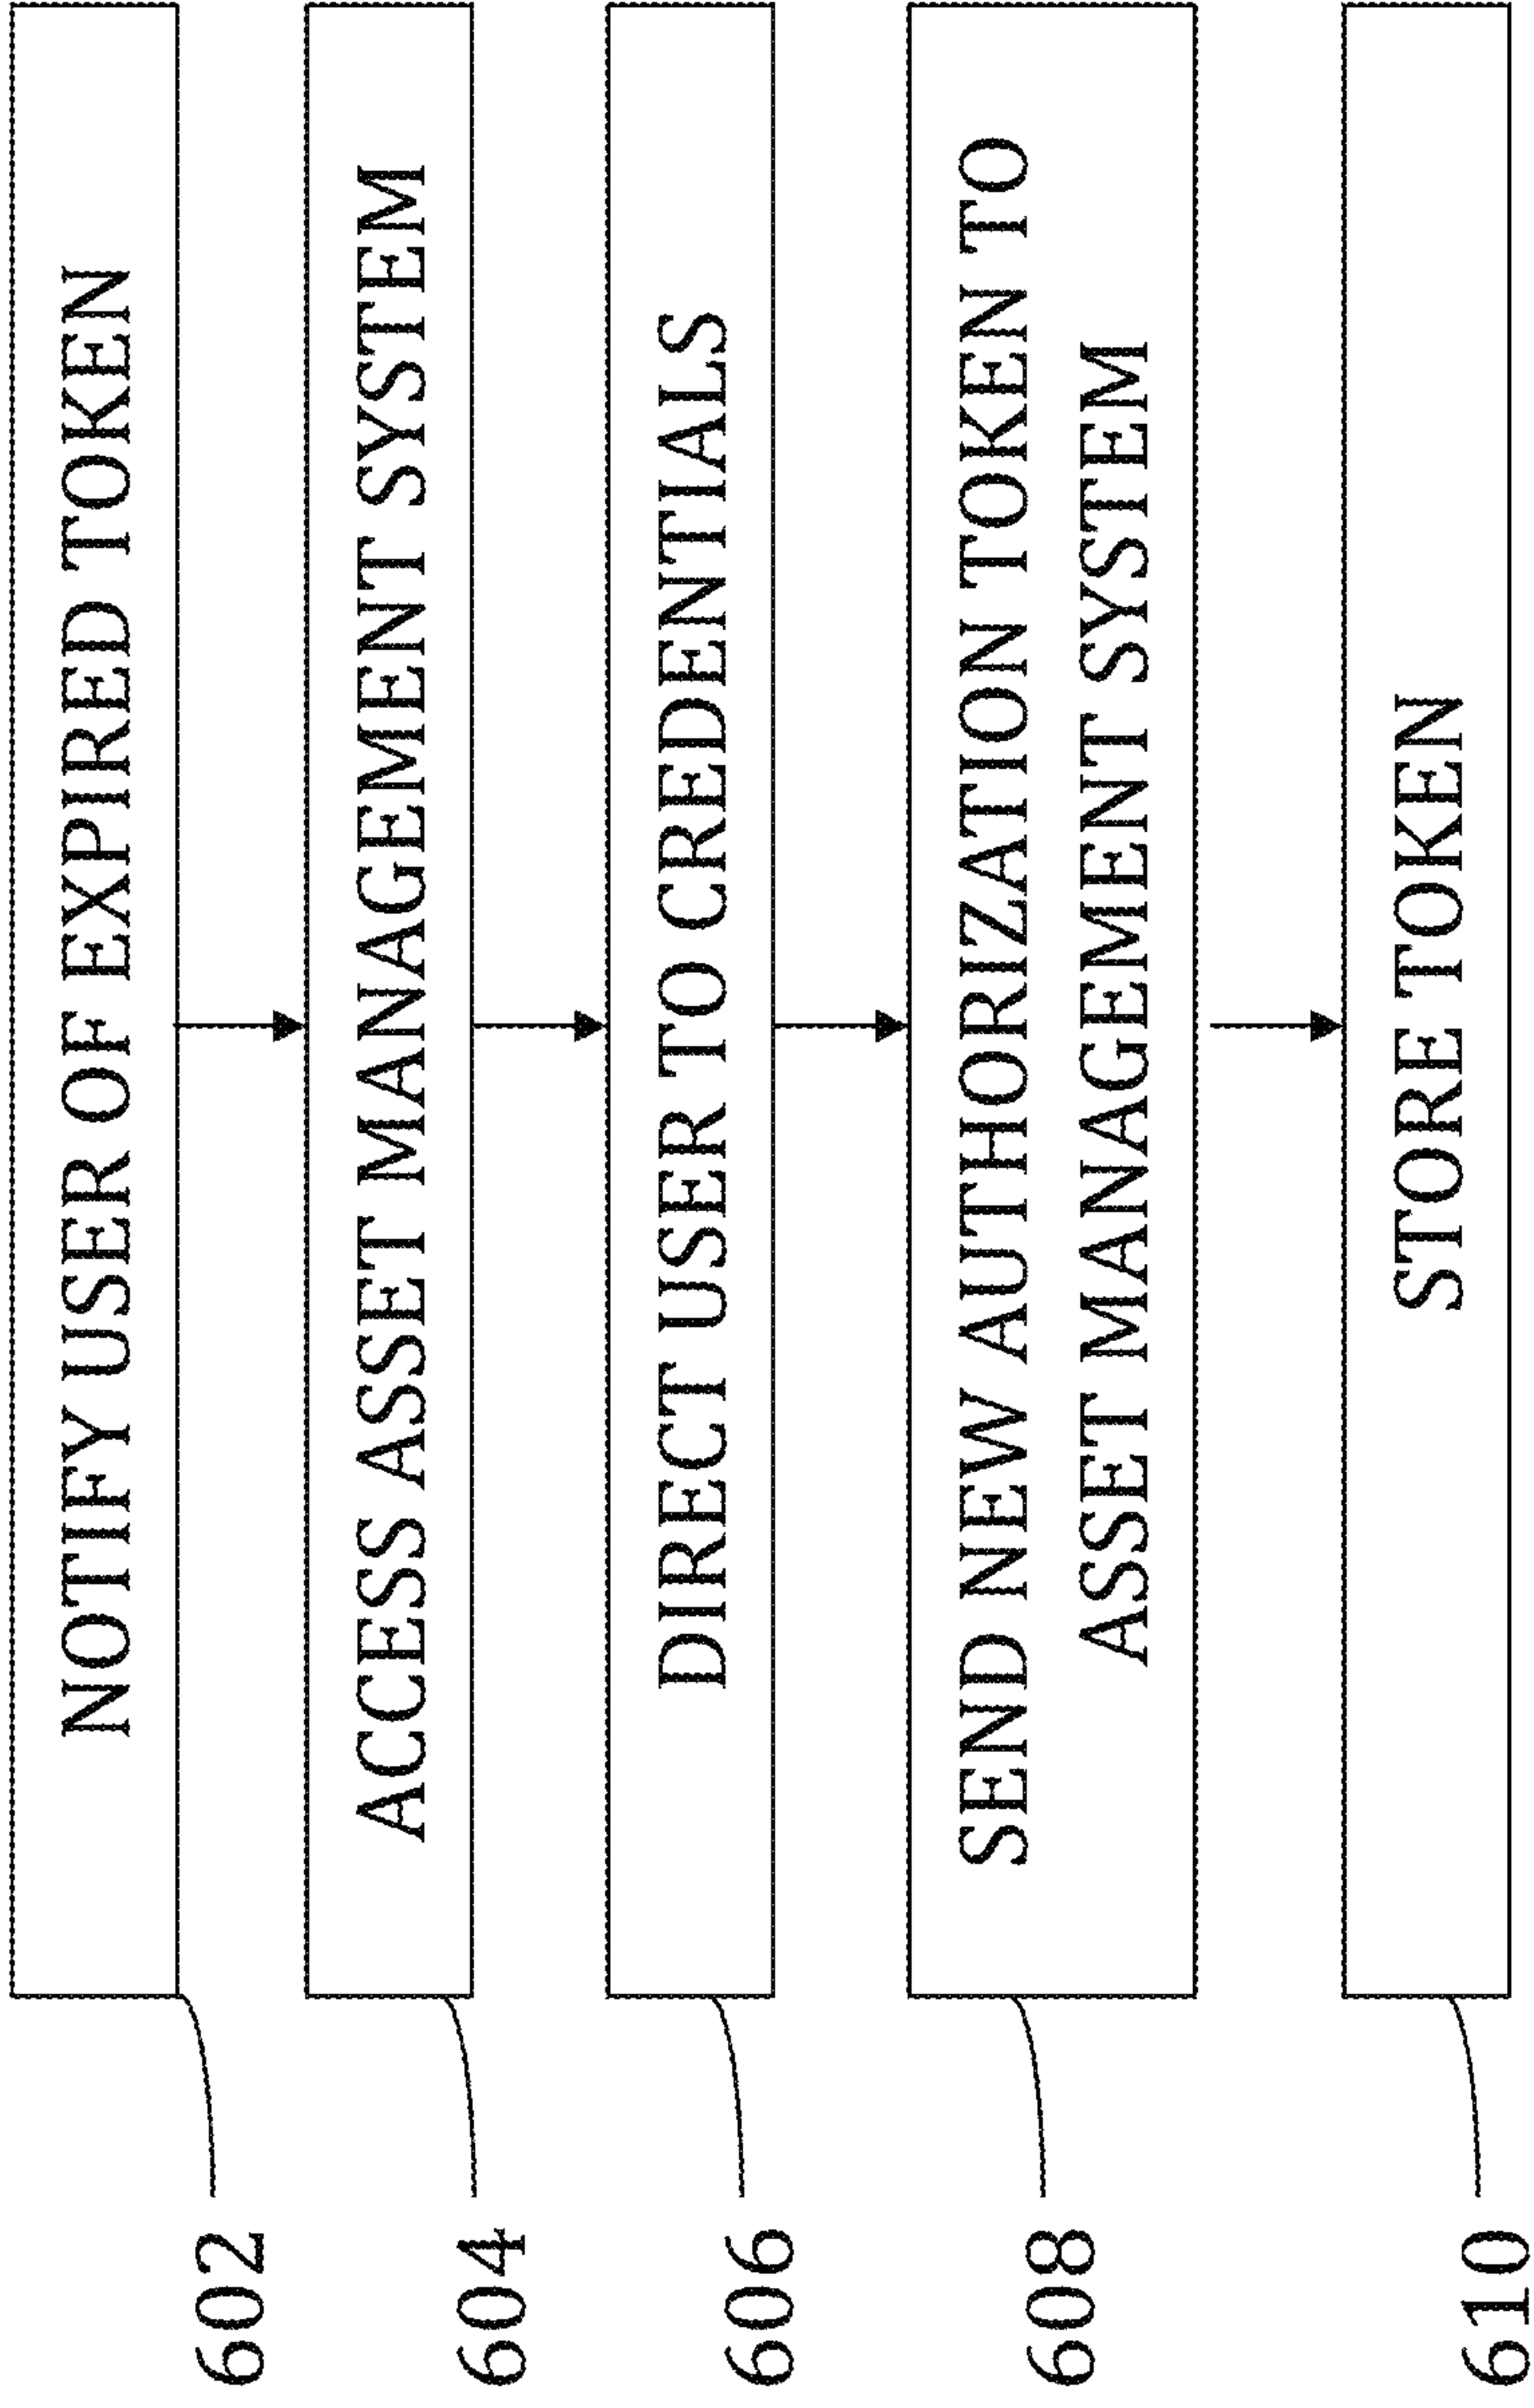 602
NOTIFY USER OF EXPIRED TOKEN
604
ACCESS ASSET MANAGEMENT SYSTEM
606
DIRECT USER TO CREDENTIALS
608
SEND NEW AUTHORIZATION TOKEN TO
ASSET MANAGEMENT SYSTEM
610
STORE TOKEN